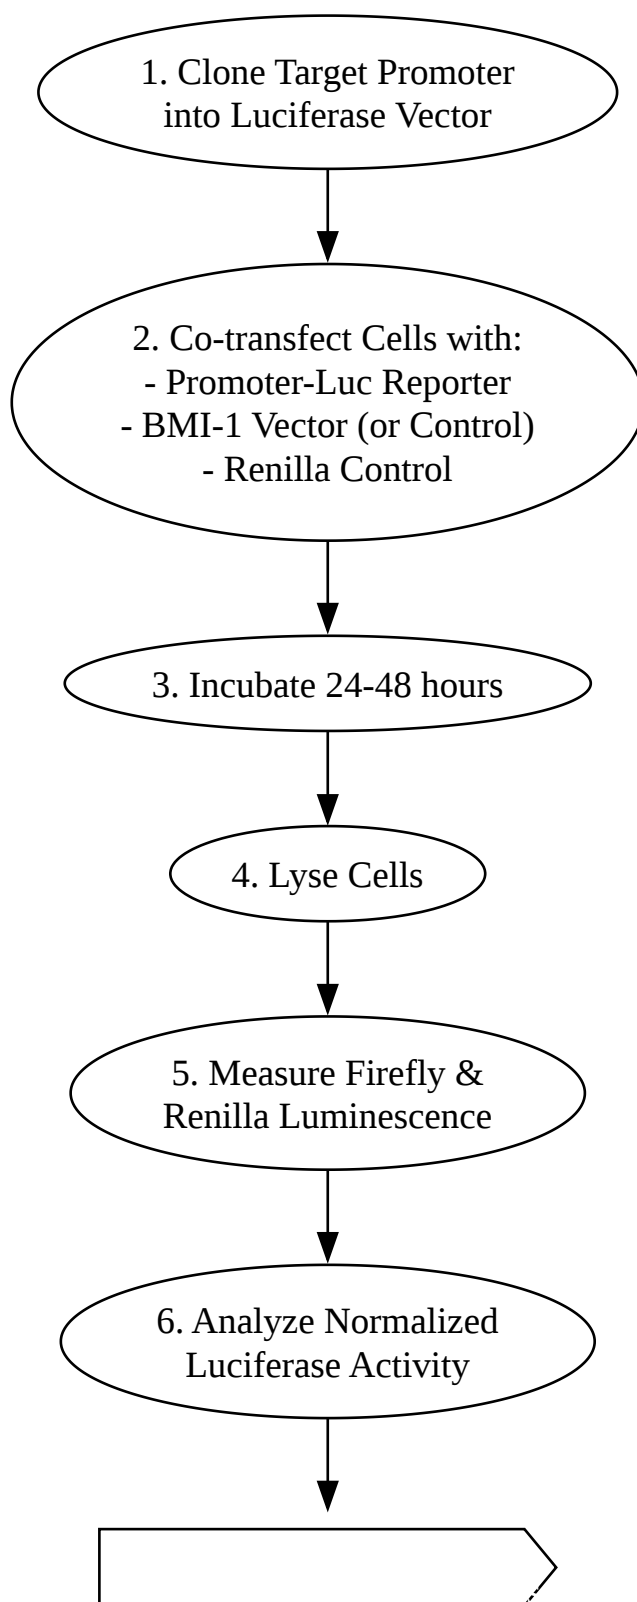 1. Clone Target Promoter
into Luciferase Vector
2. Co-transfect Cells with:
- Promoter-Luc Reporter
- BMI-1 Vector (or Control)
- Renilla Control
3. Incubate 24-48 hours
4. Lyse Cells
5. Measure Firefly &
Renilla Luminescence
6. Analyze Normalized
Luciferase Activity